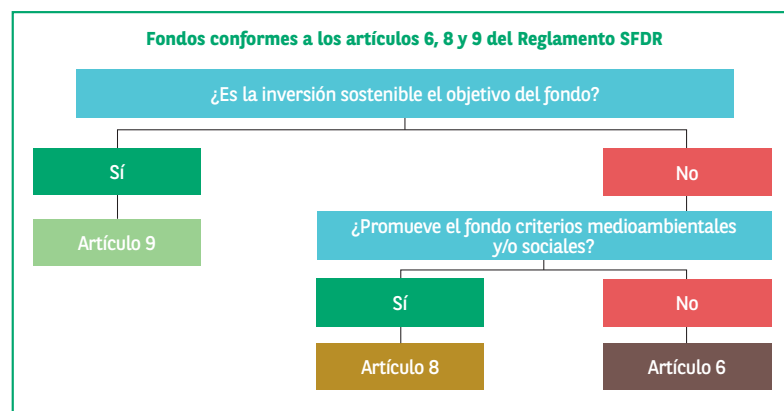 Fondos conformes a los artículos 6, 8 y 9 del Reglamento SFDR
¿Es la inversión sostenible el objetivo del fondo?
Sí
No
Artículo 9
¿Promueve el fondo criterios medioambientales
y/o sociales?
Sí
No
Artículo 8
Artículo 6